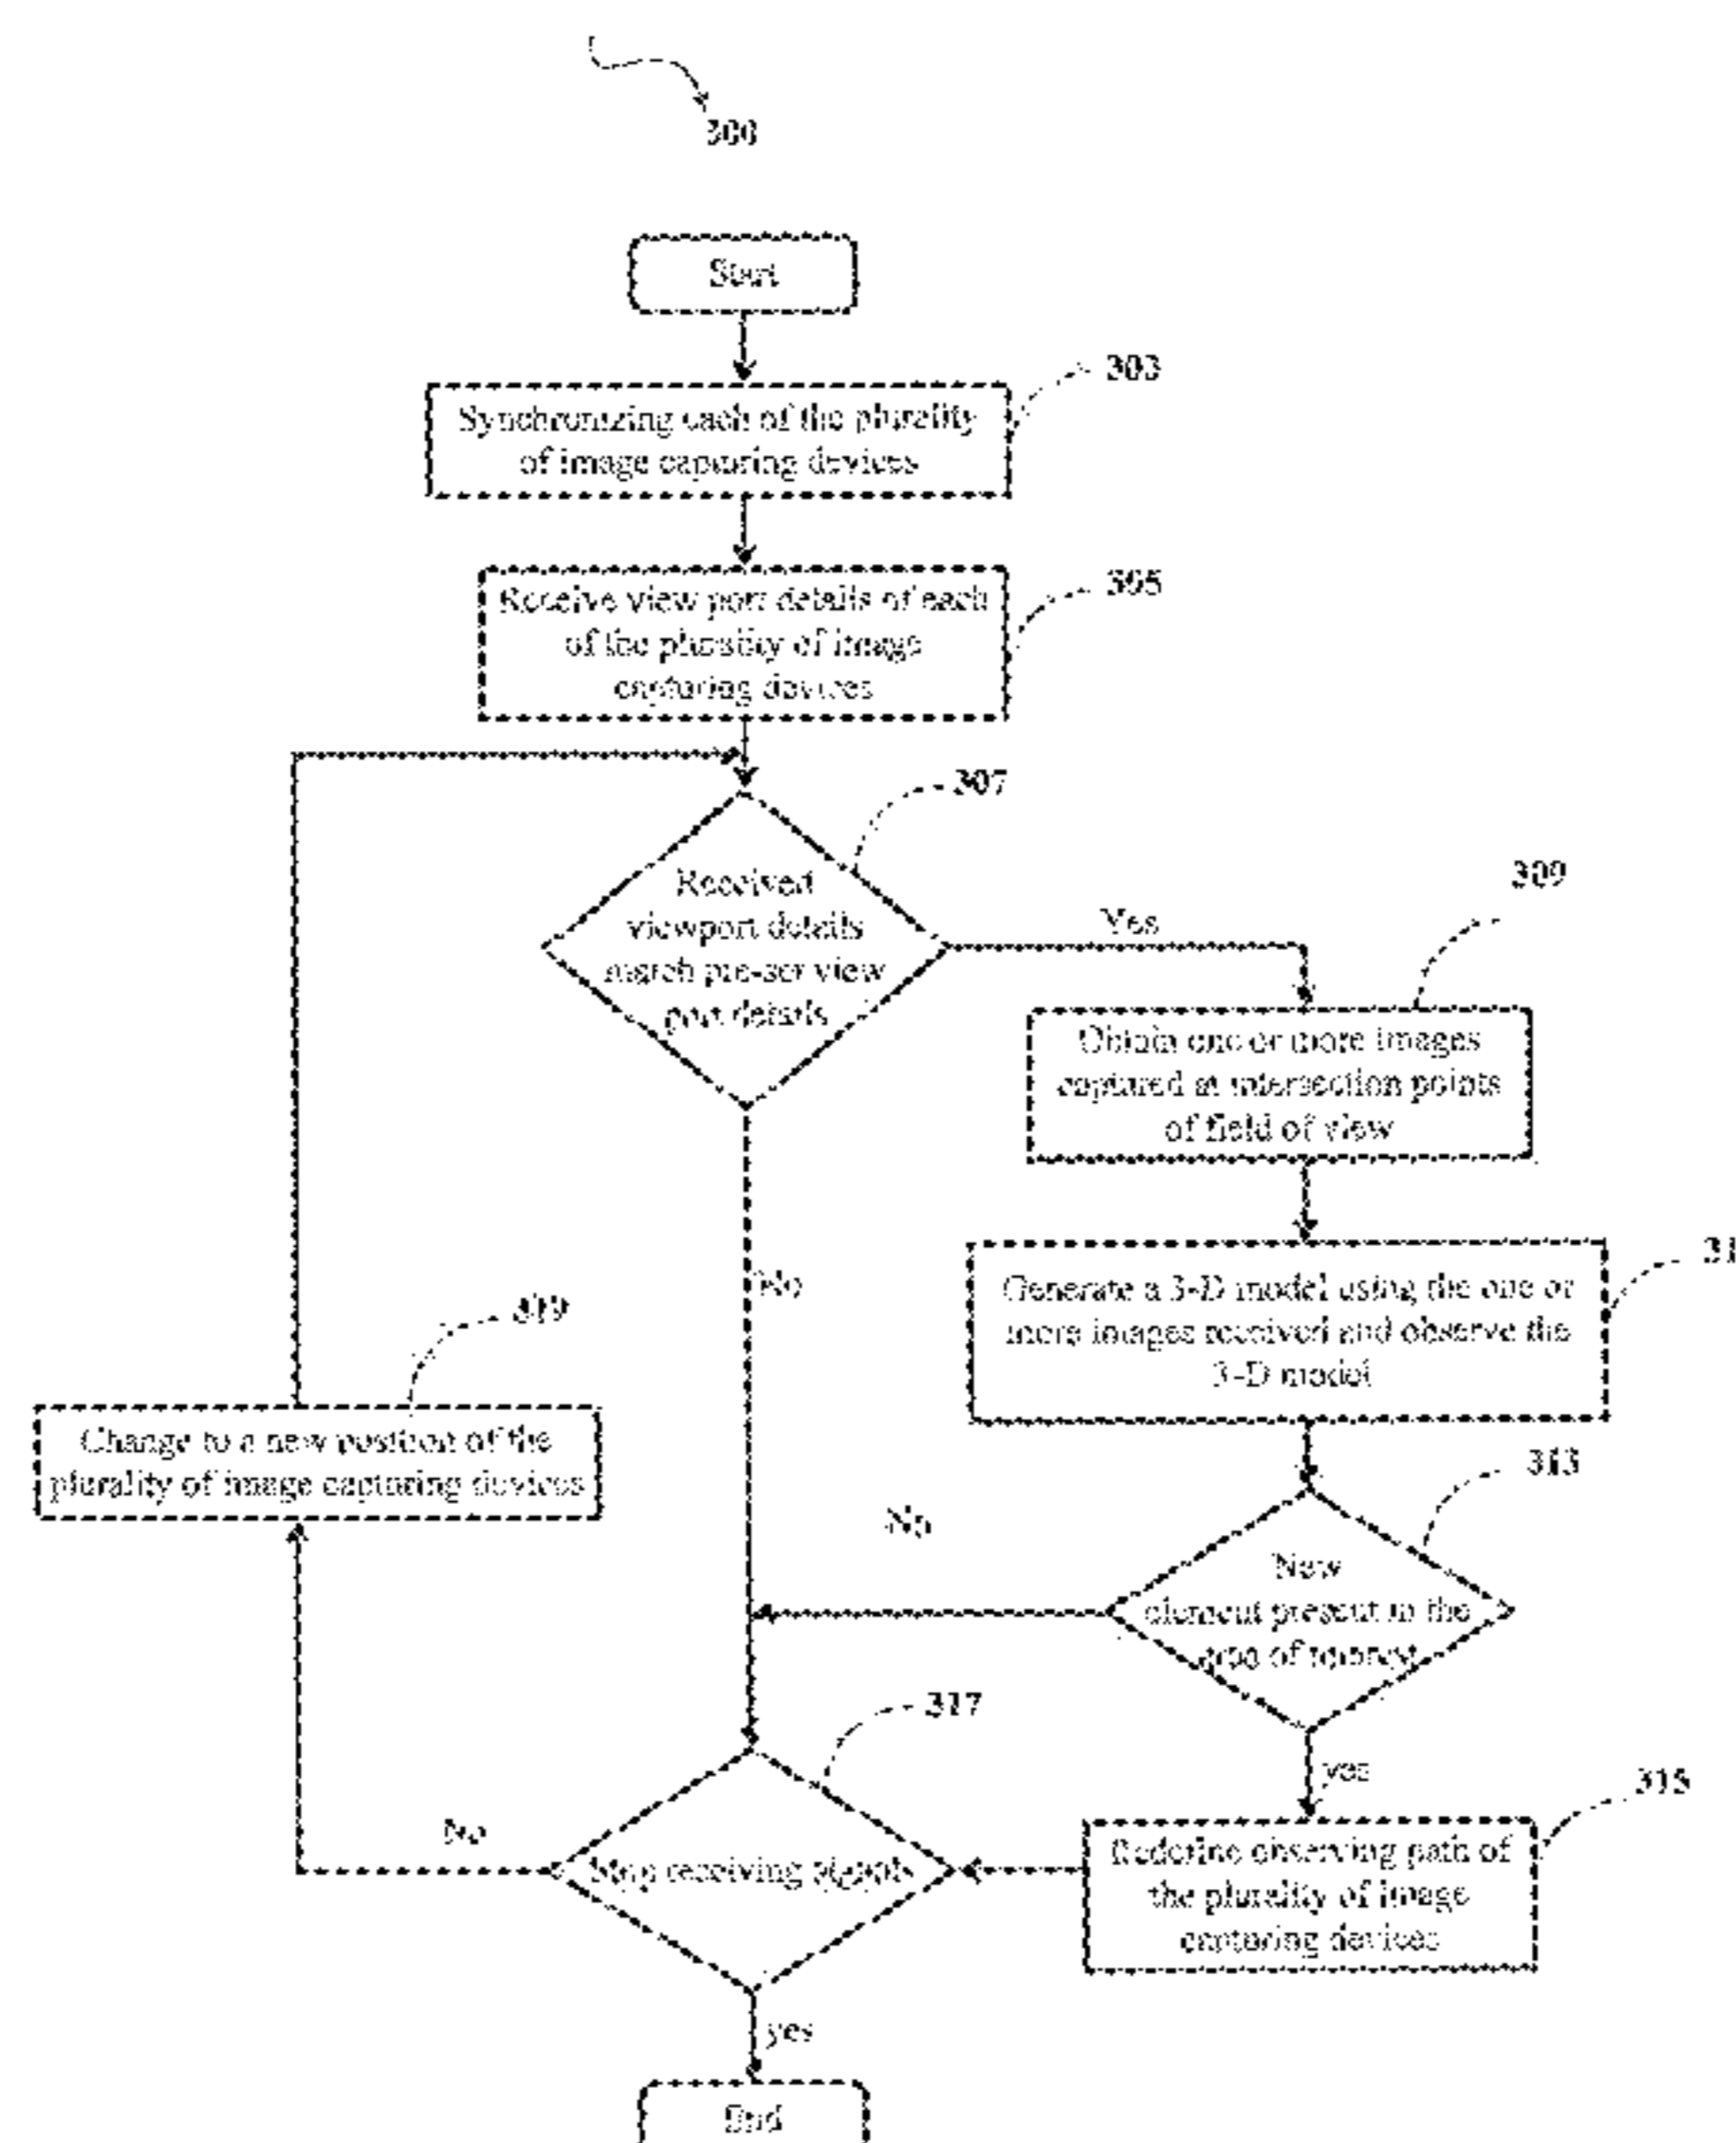 300
Start
303
Synchronizing each of the plurality
of image capturing devices
305
Receive view port details of each
of the plurality of image
capturing devices
307
Received
viewport details
match pre-set view
port details
Yes
309
Obtain one or more images
captured at intersection points
of field of view
No
31
Generate a 3-D model using the one or
more images received and observe the
3-D model
319
Change to a new position of the
plurality of image capturing devices
313
No
New
element present in the
area of interest
317
yes
315
No
Stop receiving signals
Redefine observing path of
the plurality of image
capturing devices
yes
End